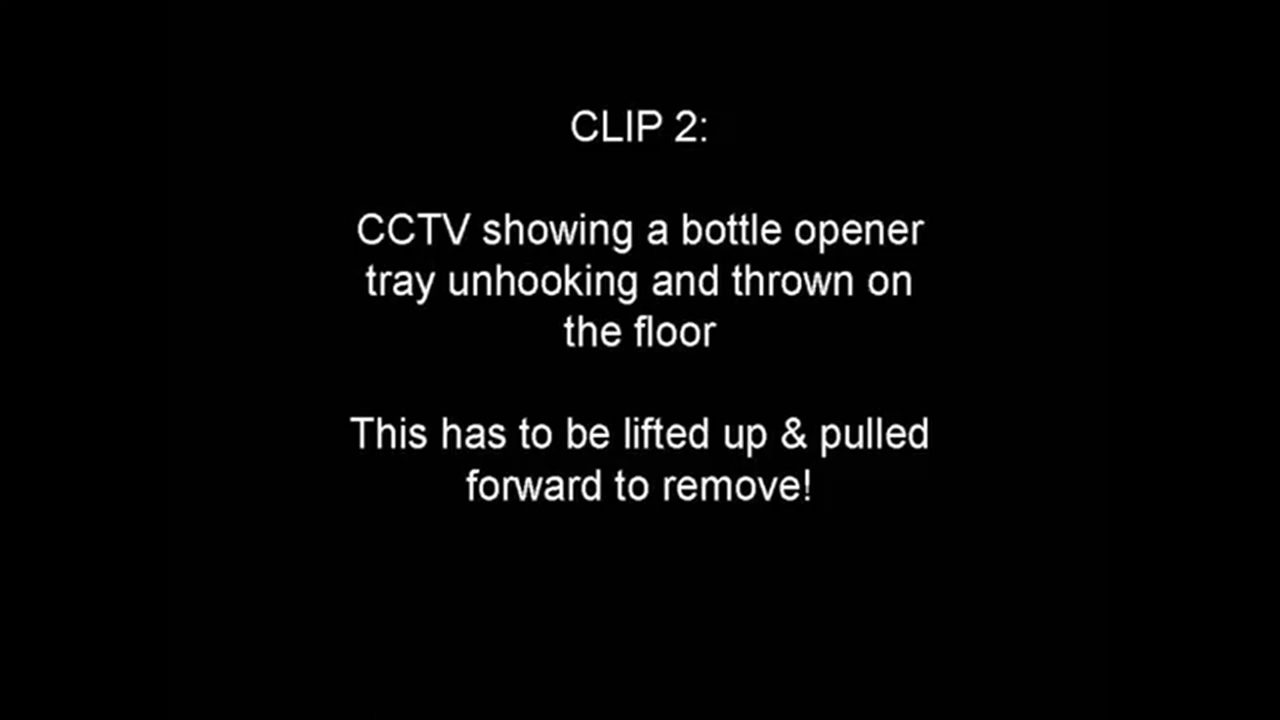 CLIP 2:
CCTV showing a bottle opener
tray unhooking and thrown on
the floor
This has to be lifted up & pulled
forward to remove!